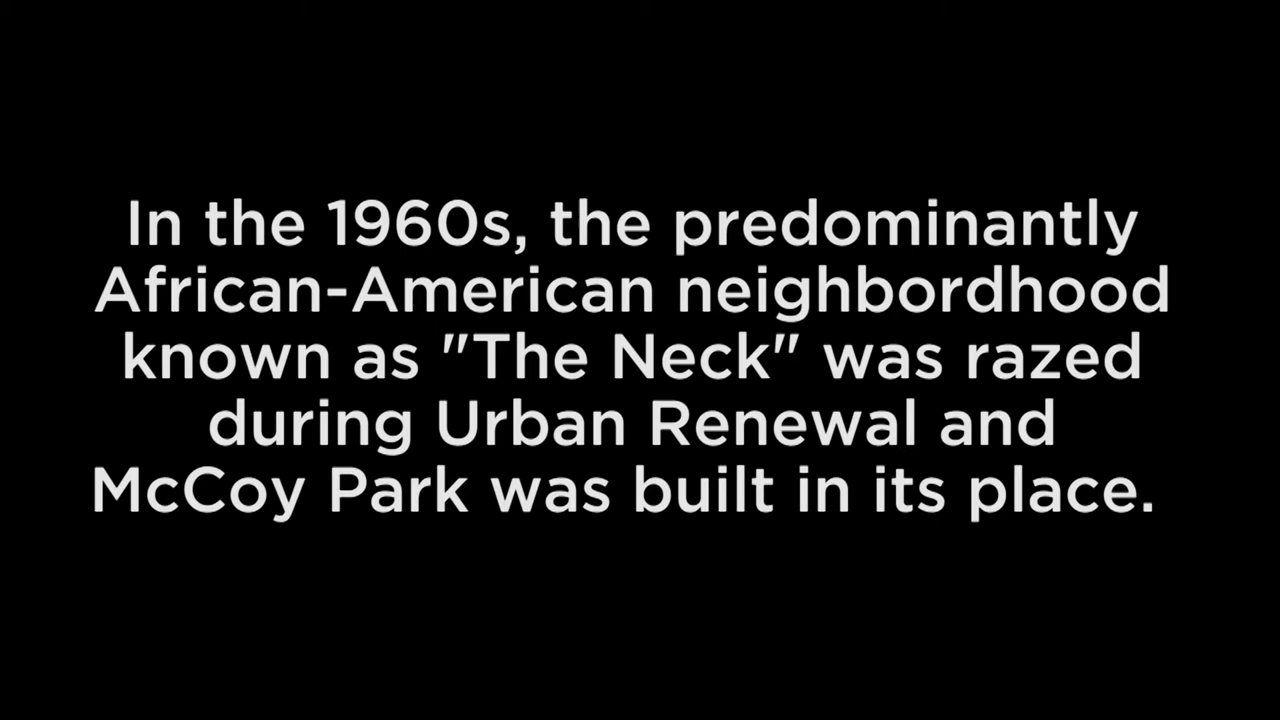 In the 1960s, the predominantly
African-American neighbordhood
known as "The Neck" was razed
during Urban Renewal and
McCoy Park was built in its place.